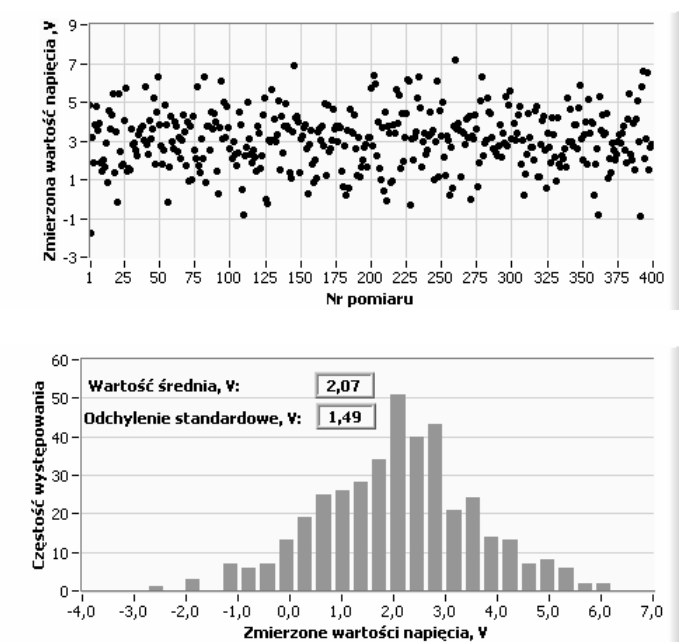 Zmierzona wartość napięcia ,V
9
7
5
3
1
-1
-3
1 25 50 75 100 125 150 175 200 225 250 275 300 325 350 375 400
Nr pomiaru
Częstość występowania
60
50
40
30
20
10
0
Wartość średnia, V: 2,07
Odchylenie standardowe, V: 1,49
-4,0 -3,0 -2,0 -1,0 0,0 1,0 2,0 3,0 4,0 5,0 6,0 7,0
Zmierzone wartości napięcia, V